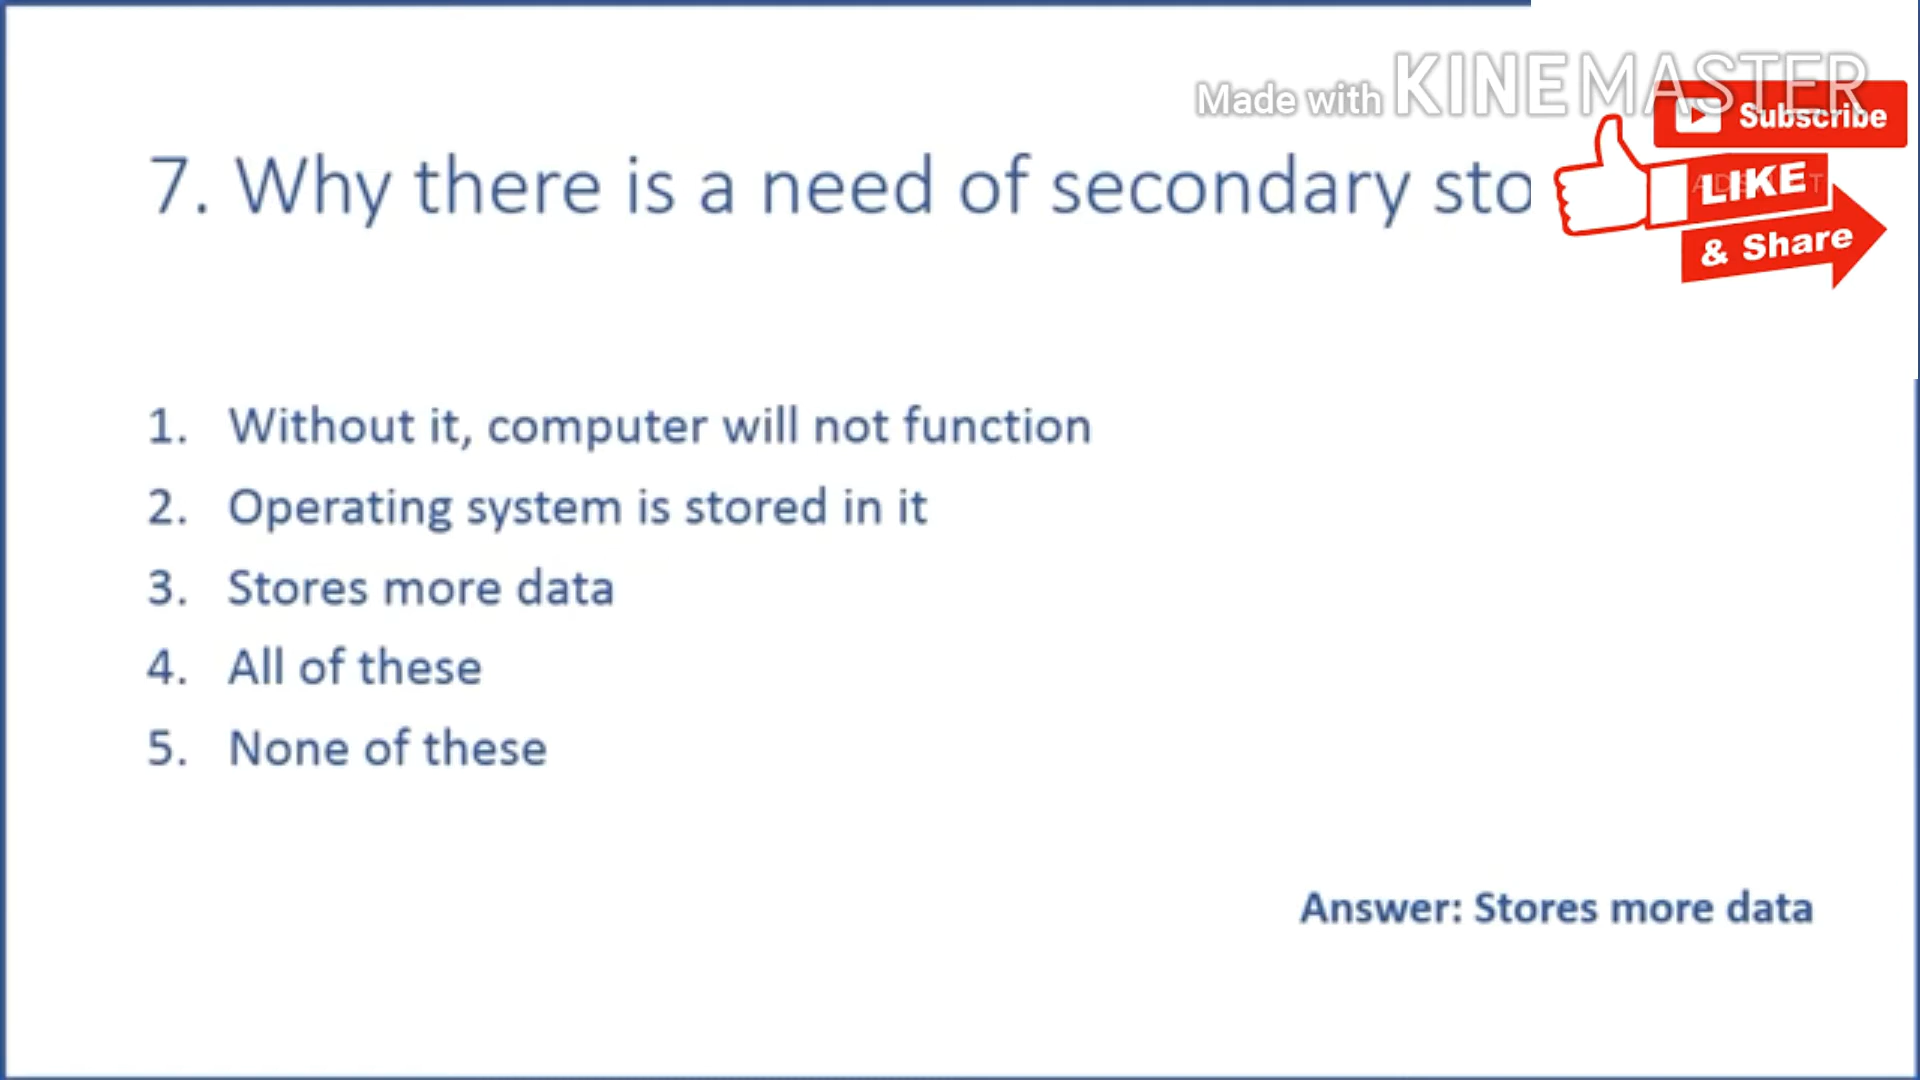 Made with KINEMASTER
Subscribe
7. Why there is a need of secondary sto
LIKE
& Share
1. Without it, computer will not function
2. Operating system is stored in it
3. Stores more data
4. All of these
5. None of these
Answer: Stores more data